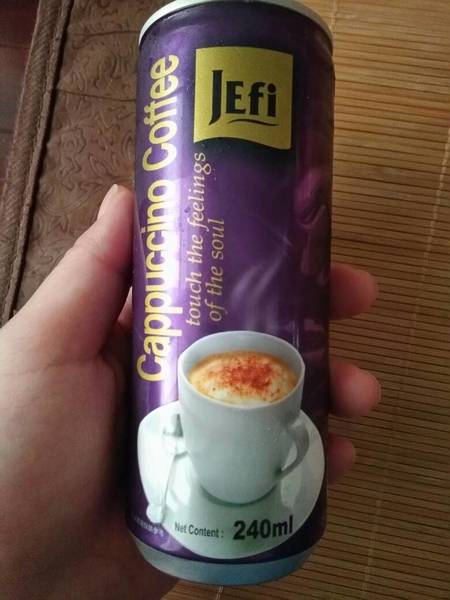 JEfi
Cappuccino Coffee
touch the feelings
of the soul
Net Content : 240ml